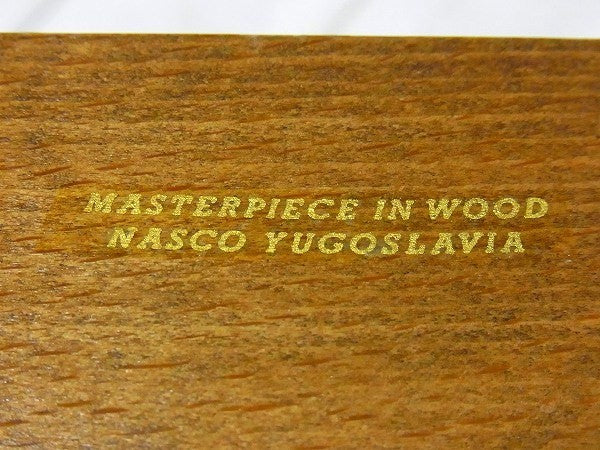 MASTERPIECE IN WOOD
NASCO YUGOSLAVIA